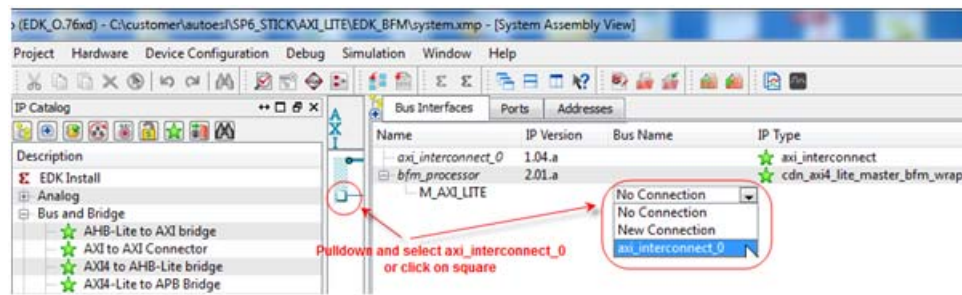 (EDK_O.76xd) - C:\customer\autoesl\SP6_STICK\AXI_LITE\EDK_BFM\system.xmp - [System Assembly View]
Project Hardware Device Configuration Debug Simulation Window Help
IP Catalog
Bus Interfaces Ports Addresses
AXI
Name IP Version Bus Name IP Type
Description
axi_interconnect_0 1.04.a axi_interconnect
EDK Install
bfm_processor 2.01.a cdn_axi4_lite_master_bfm_wrap
Analog
M_AXI_LITE No Connection
Bus and Bridge
No Connection
AHB-Lite to AXI bridge
New Connection
AXI to AXI Connector
axi_interconnect_0
AXI4 to AHB-Lite bridge
AXI4-Lite to APB Bridge
Pulldown and select axi_interconnect_0
or click on square